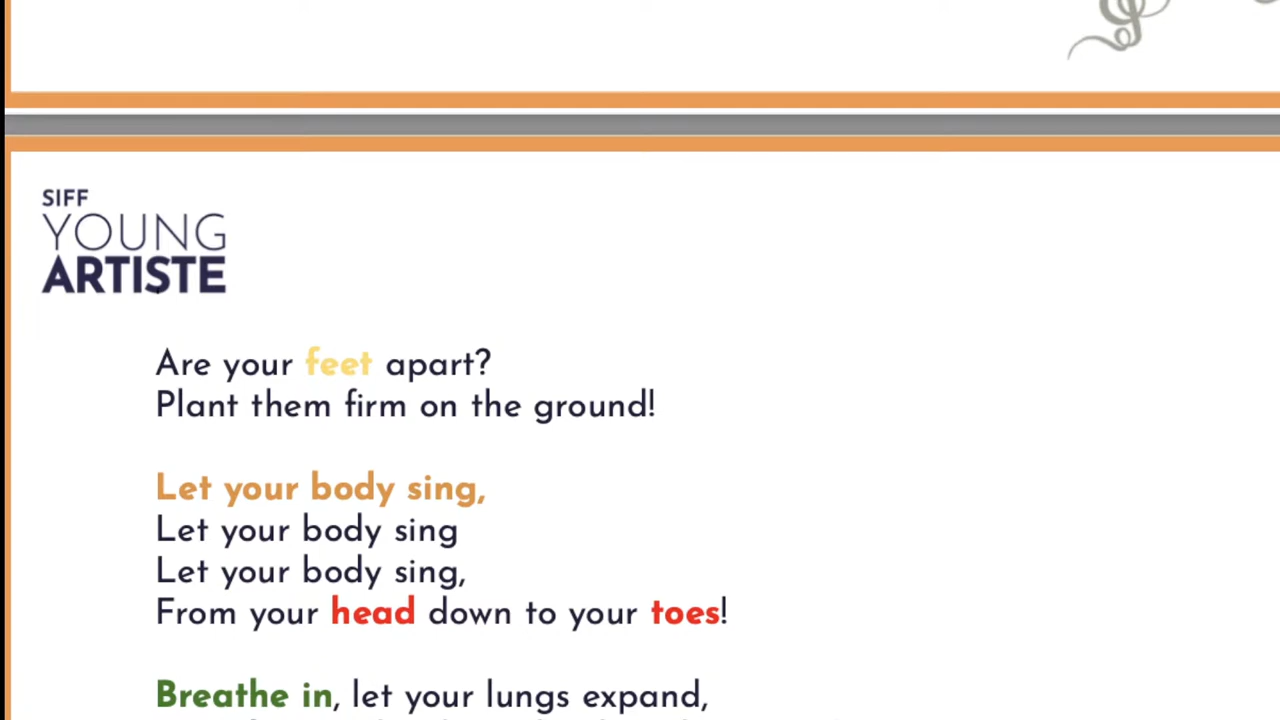 SIFF
YOUNG
ARTISTE
Are your feet apart?
Plant them firm on the ground!
Let your body sing,
Let your body sing
Let your body sing,
From your head down to your toes!
Breathe in, let your lungs expand,